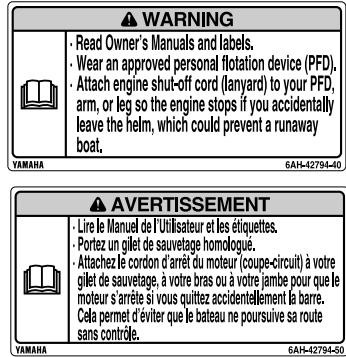 WARNING
· Read Owner's Manuals and labels.
· Wear an approved personal flotation device (PFD).
· Attach engine shut-off cord (lanyard) to your PFD,
arm, or leg so the engine stops if you accidentally
leave the helm, which could prevent a runaway
boat.
YAMAHA 6AH-42794-40
AVERTISSEMENT
· Lire le Manuel de l'Utilisateur et les étiquettes.
· Portez un gilet de sauvetage homologué.
· Attachez le cordon d'arrêt du moteur (coupe-circuit) à votre
gilet de sauvetage, à votre bras ou à votre jambe pour que le
moteur s'arrête si vous quittez accidentellement la barre.
Cela permet d'éviter que le bateau ne poursuive sa route
sans contrôle.
YAMAHA 6AH-42794-50